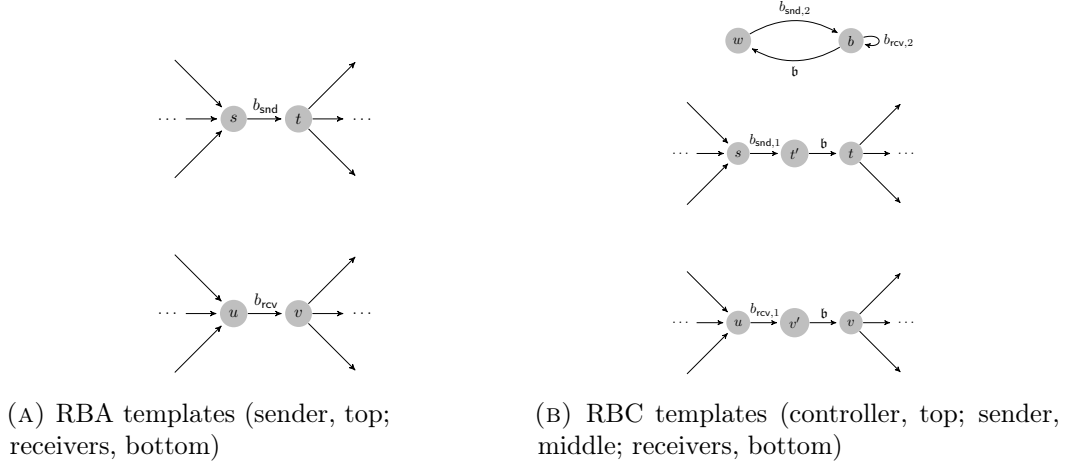 b_snd,2
w b b_rcv,2
𝔟
b_snd
··· s t ···
b_snd,1 𝔟
··· s t′ t ···
b_rcv
··· u v ···
b_rcv,1 𝔟
··· u v′ v ···
(A) RBA templates (sender, top;
receivers, bottom)
(B) RBC templates (controller, top; sender,
middle; receivers, bottom)